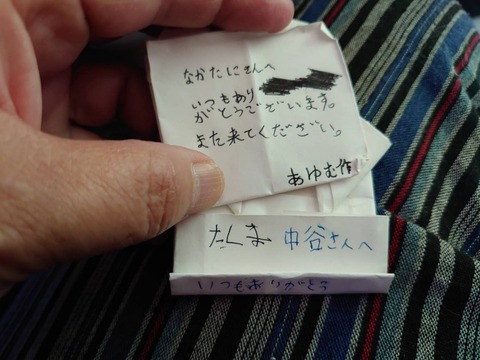 なかたにさんへ
いつもあり
がとうございます。
また来てください。
あゆむ作
たくま 中谷さんへ
いつもありがとう